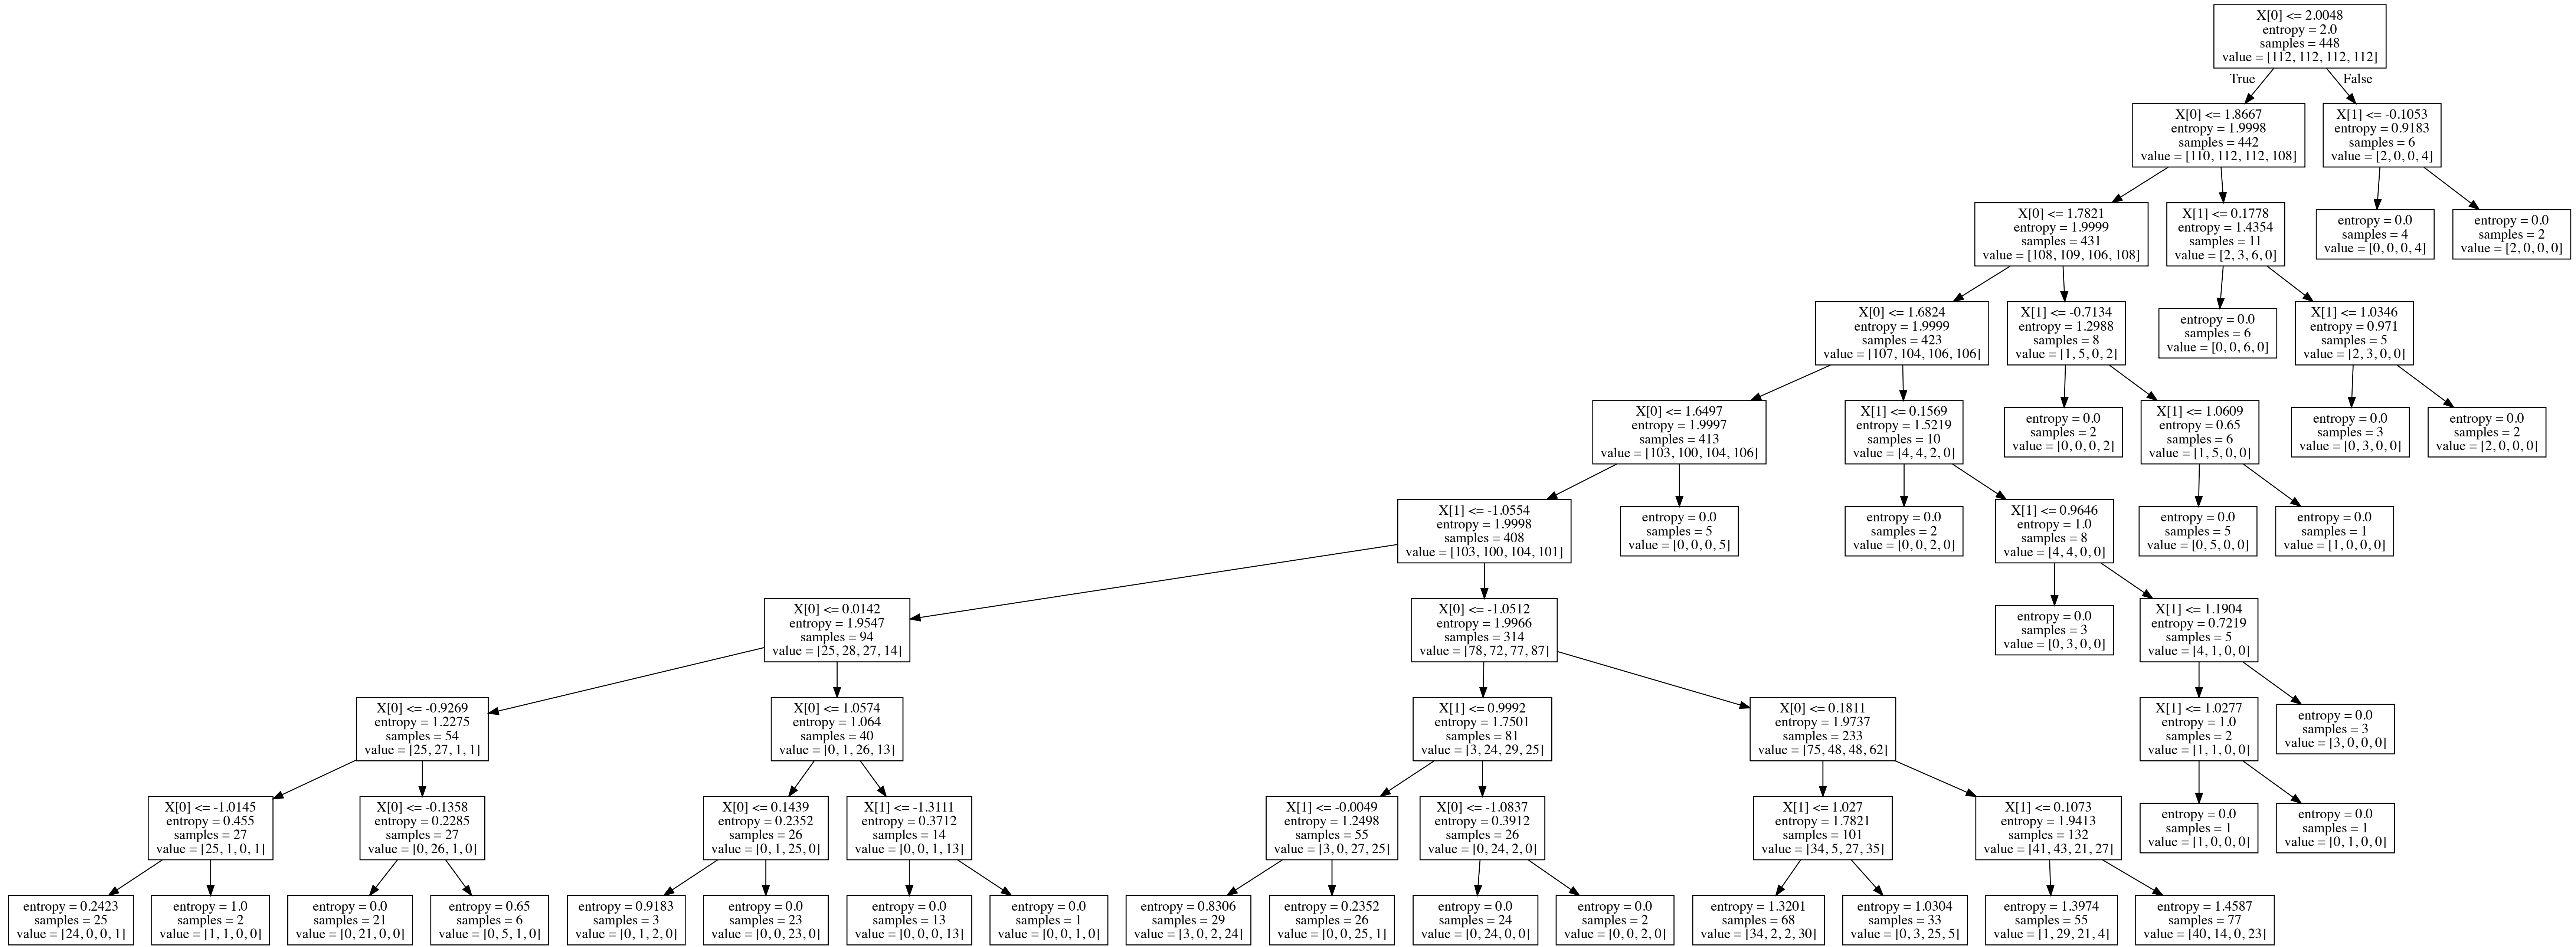 X[0] <= 2.0048
entropy = 2.0
samples = 448
value = [112, 112, 112, 112]
True
False
X[0] <= 1.8667
entropy = 1.9998
samples = 442
value = [110, 112, 112, 108]
X[1] <= -0.1053
entropy = 0.9183
samples = 6
value = [2, 0, 0, 4]
X[0] <= 1.7821
entropy = 1.9999
samples = 431
value = [108, 109, 106, 108]
X[1] <= 0.1778
entropy = 1.4354
samples = 11
value = [2, 3, 6, 0]
entropy = 0.0
samples = 4
value = [0, 0, 0, 4]
entropy = 0.0
samples = 2
value = [2, 0, 0, 0]
X[0] <= 1.6824
entropy = 1.9999
samples = 423
value = [107, 104, 106, 106]
X[1] <= -0.7134
entropy = 1.2988
samples = 8
value = [1, 5, 0, 2]
entropy = 0.0
samples = 6
value = [0, 0, 6, 0]
X[1] <= 1.0346
entropy = 0.971
samples = 5
value = [2, 3, 0, 0]
X[0] <= 1.6497
entropy = 1.9997
samples = 413
value = [103, 100, 104, 106]
X[1] <= 0.1569
entropy = 1.5219
samples = 10
value = [4, 4, 2, 0]
entropy = 0.0
samples = 2
value = [0, 0, 0, 2]
X[1] <= 1.0609
entropy = 0.65
samples = 6
value = [1, 5, 0, 0]
entropy = 0.0
samples = 3
value = [0, 3, 0, 0]
entropy = 0.0
samples = 2
value = [2, 0, 0, 0]
X[1] <= -1.0554
entropy = 1.9998
samples = 408
value = [103, 100, 104, 101]
entropy = 0.0
samples = 5
value = [0, 0, 0, 5]
entropy = 0.0
samples = 2
value = [0, 0, 2, 0]
X[1] <= 0.9646
entropy = 1.0
samples = 8
value = [4, 4, 0, 0]
entropy = 0.0
samples = 5
value = [0, 5, 0, 0]
entropy = 0.0
samples = 1
value = [1, 0, 0, 0]
X[0] <= 0.0142
entropy = 1.9547
samples = 94
value = [25, 28, 27, 14]
X[0] <= -1.0512
entropy = 1.9966
samples = 314
value = [78, 72, 77, 87]
entropy = 0.0
samples = 3
value = [0, 3, 0, 0]
X[1] <= 1.1904
entropy = 0.7219
samples = 5
value = [4, 1, 0, 0]
X[0] <= -0.9269
entropy = 1.2275
samples = 54
value = [25, 27, 1, 1]
X[0] <= 1.0574
entropy = 1.064
samples = 40
value = [0, 1, 26, 13]
X[1] <= 0.9992
entropy = 1.7501
samples = 81
value = [3, 24, 29, 25]
X[0] <= 0.1811
entropy = 1.9737
samples = 233
value = [75, 48, 48, 62]
X[1] <= 1.0277
entropy = 1.0
samples = 2
value = [1, 1, 0, 0]
entropy = 0.0
samples = 3
value = [3, 0, 0, 0]
X[0] <= -1.0145
entropy = 0.455
samples = 27
value = [25, 1, 0, 1]
X[0] <= -0.1358
entropy = 0.2285
samples = 27
value = [0, 26, 1, 0]
X[0] <= 0.1439
entropy = 0.2352
samples = 26
value = [0, 1, 25, 0]
X[1] <= -1.3111
entropy = 0.3712
samples = 14
value = [0, 0, 1, 13]
X[1] <= -0.0049
entropy = 1.2498
samples = 55
value = [3, 0, 27, 25]
X[0] <= -1.0837
entropy = 0.3912
samples = 26
value = [0, 24, 2, 0]
X[1] <= 1.027
entropy = 1.7821
samples = 101
value = [34, 5, 27, 35]
X[1] <= 0.1073
entropy = 1.9413
samples = 132
value = [41, 43, 21, 27]
entropy = 0.0
samples = 1
value = [1, 0, 0, 0]
entropy = 0.0
samples = 1
value = [0, 1, 0, 0]
entropy = 0.2423
samples = 25
value = [24, 0, 0, 1]
entropy = 1.0
samples = 2
value = [1, 1, 0, 0]
entropy = 0.0
samples = 21
value = [0, 21, 0, 0]
entropy = 0.65
samples = 6
value = [0, 5, 1, 0]
entropy = 0.9183
samples = 3
value = [0, 1, 2, 0]
entropy = 0.0
samples = 23
value = [0, 0, 23, 0]
entropy = 0.0
samples = 13
value = [0, 0, 0, 13]
entropy = 0.0
samples = 1
value = [0, 0, 1, 0]
entropy = 0.8306
samples = 29
value = [3, 0, 2, 24]
entropy = 0.2352
samples = 26
value = [0, 0, 25, 1]
entropy = 0.0
samples = 24
value = [0, 24, 0, 0]
entropy = 0.0
samples = 2
value = [0, 0, 2, 0]
entropy = 1.3201
samples = 68
value = [34, 2, 2, 30]
entropy = 1.0304
samples = 33
value = [0, 3, 25, 5]
entropy = 1.3974
samples = 55
value = [1, 29, 21, 4]
entropy = 1.4587
samples = 77
value = [40, 14, 0, 23]